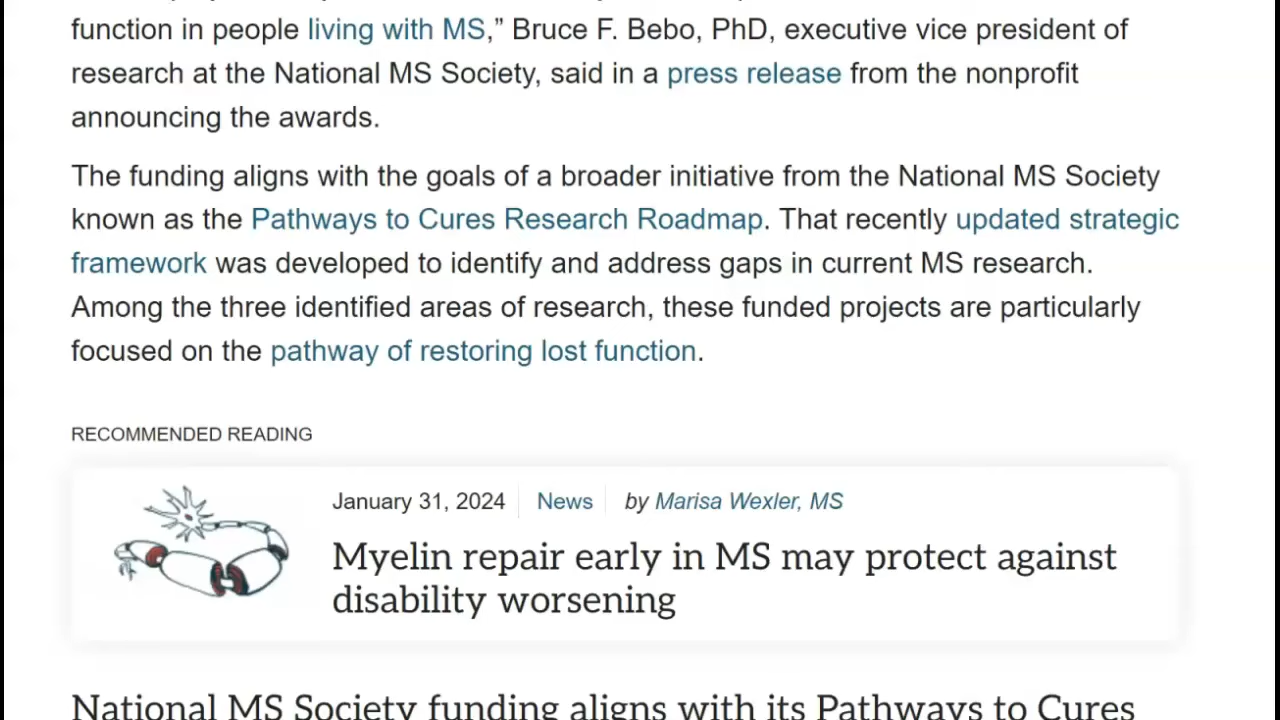 function in people living with MS,” Bruce F. Bebo, PhD, executive vice president of
research at the National MS Society, said in a press release from the nonprofit
announcing the awards.
The funding aligns with the goals of a broader initiative from the National MS Society
known as the Pathways to Cures Research Roadmap. That recently updated strategic
framework was developed to identify and address gaps in current MS research.
Among the three identified areas of research, these funded projects are particularly
focused on the pathway of restoring lost function.
RECOMMENDED READING
January 31, 2024 News by Marisa Wexler, MS
Myelin repair early in MS may protect against
disability worsening
National MS Society funding aligns with its Pathways to Cures